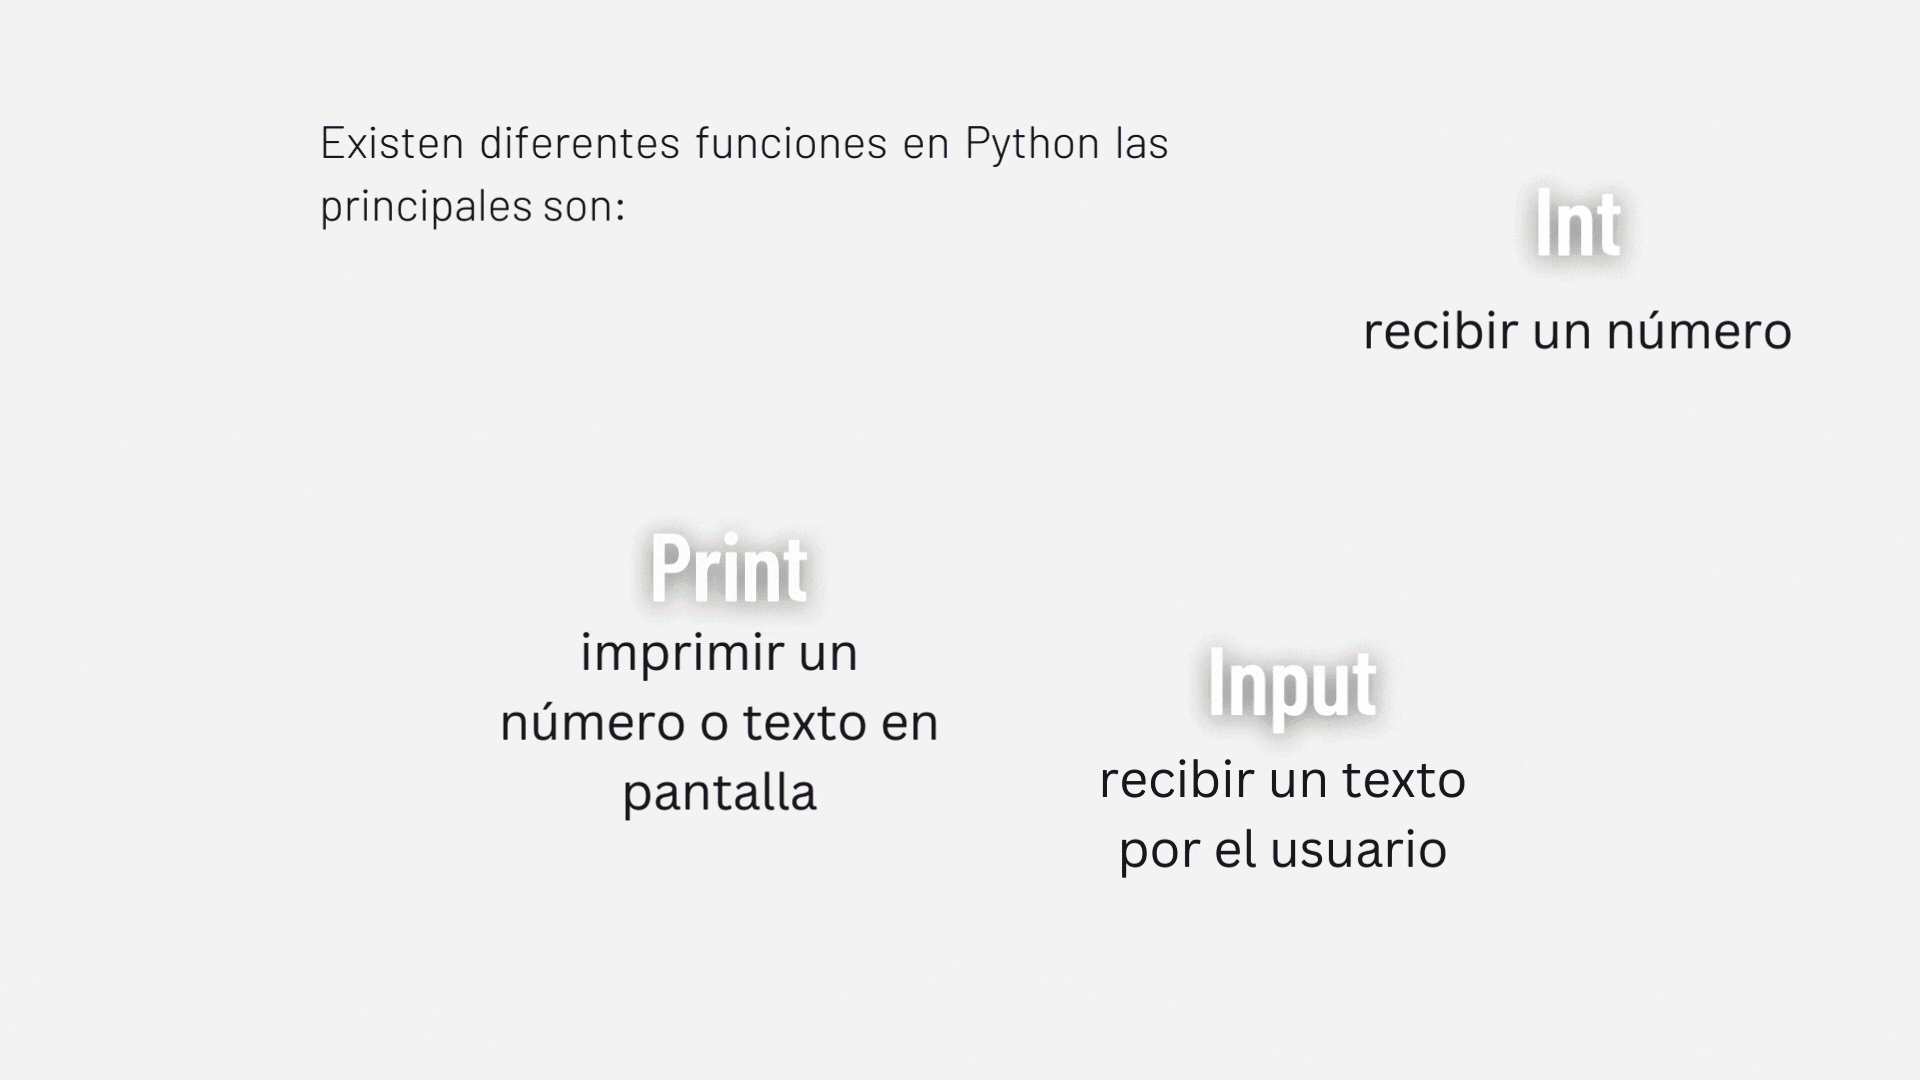 Existen diferentes funciones en Python las
principales son:
Int
recibir un número
Print
imprimir un
número o texto en
pantalla
Input
recibir un texto
por el usuario